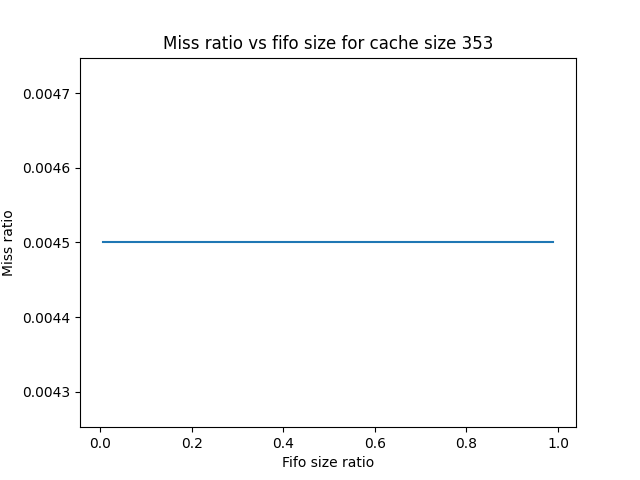 Miss ratio vs fifo size for cache size 353
0.0047
0.0046
0.0045
0.0044
0.0043
Miss ratio
0.0 0.2 0.4 0.6 0.8 1.0
Fifo size ratio